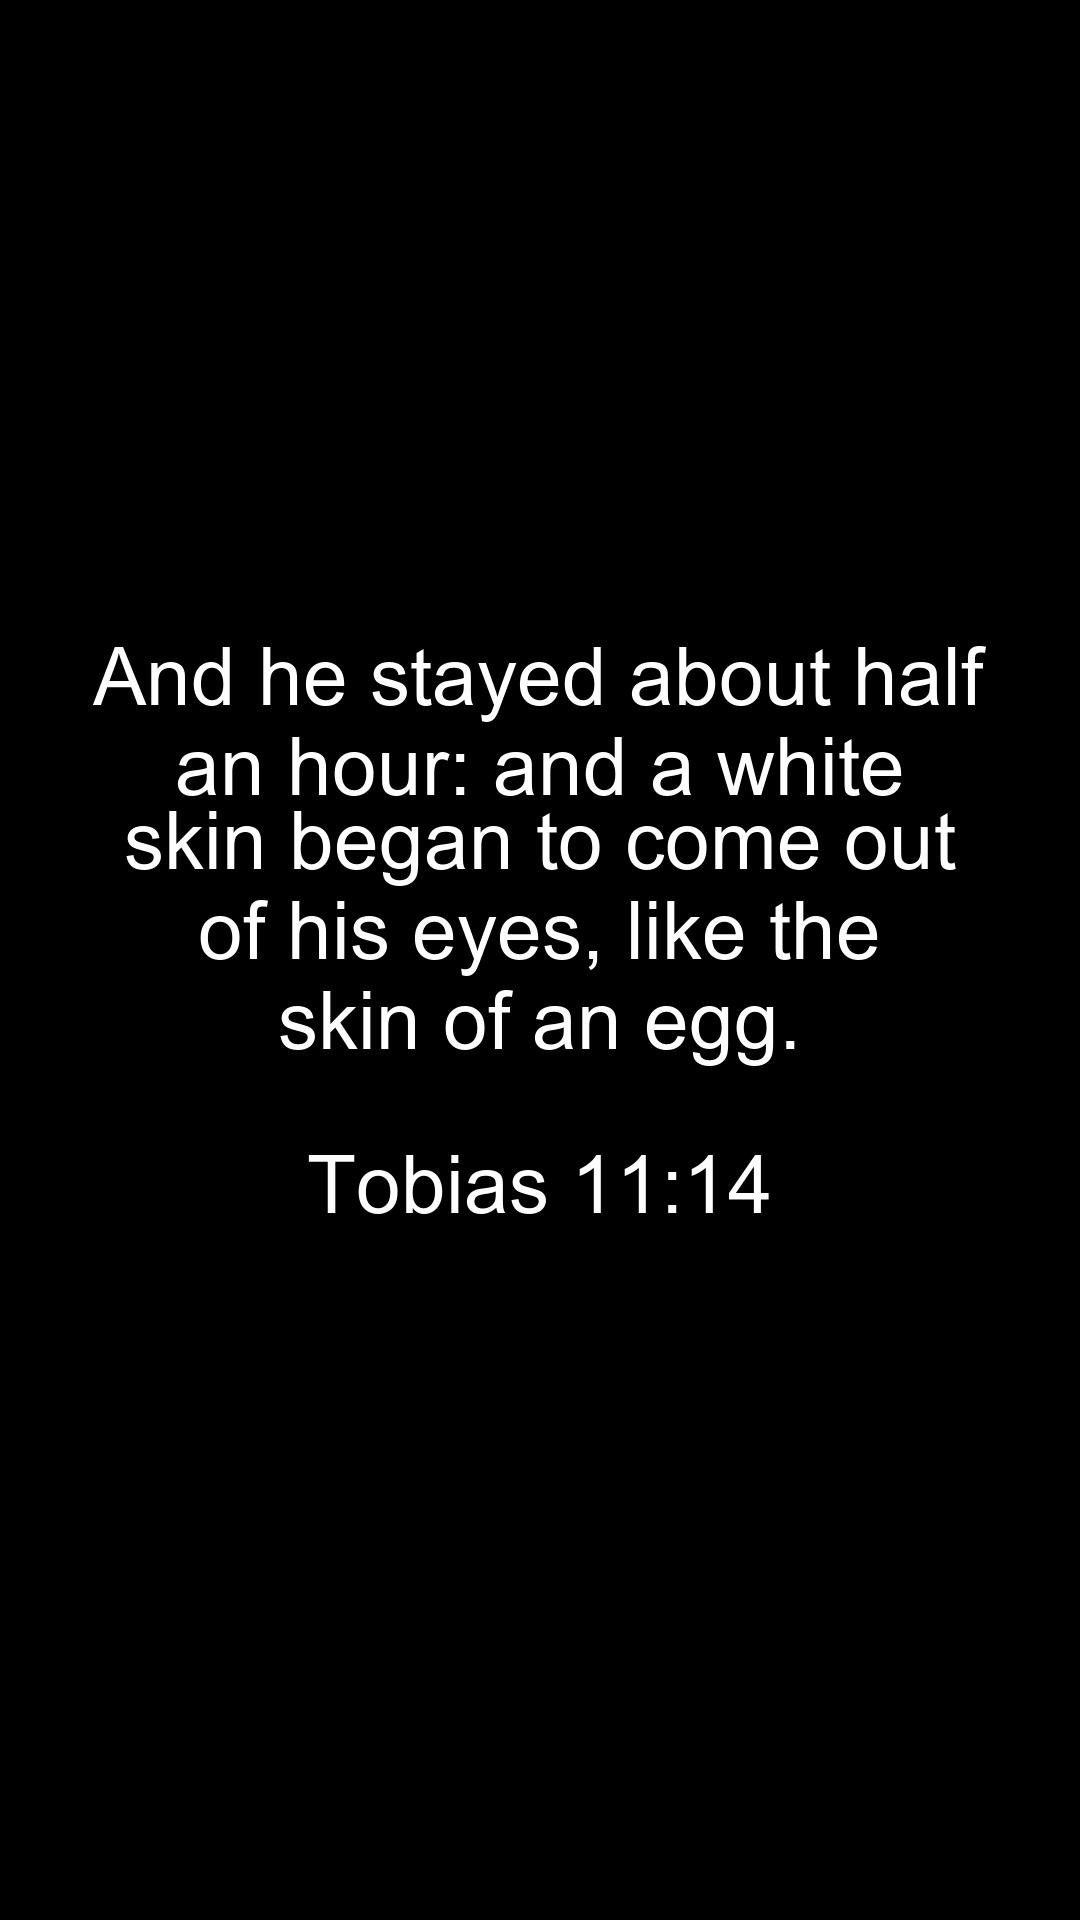 And he stayed about half
an hour: and a white
skin began to come out
of his eyes, like the
skin of an egg.
Tobias 11:14